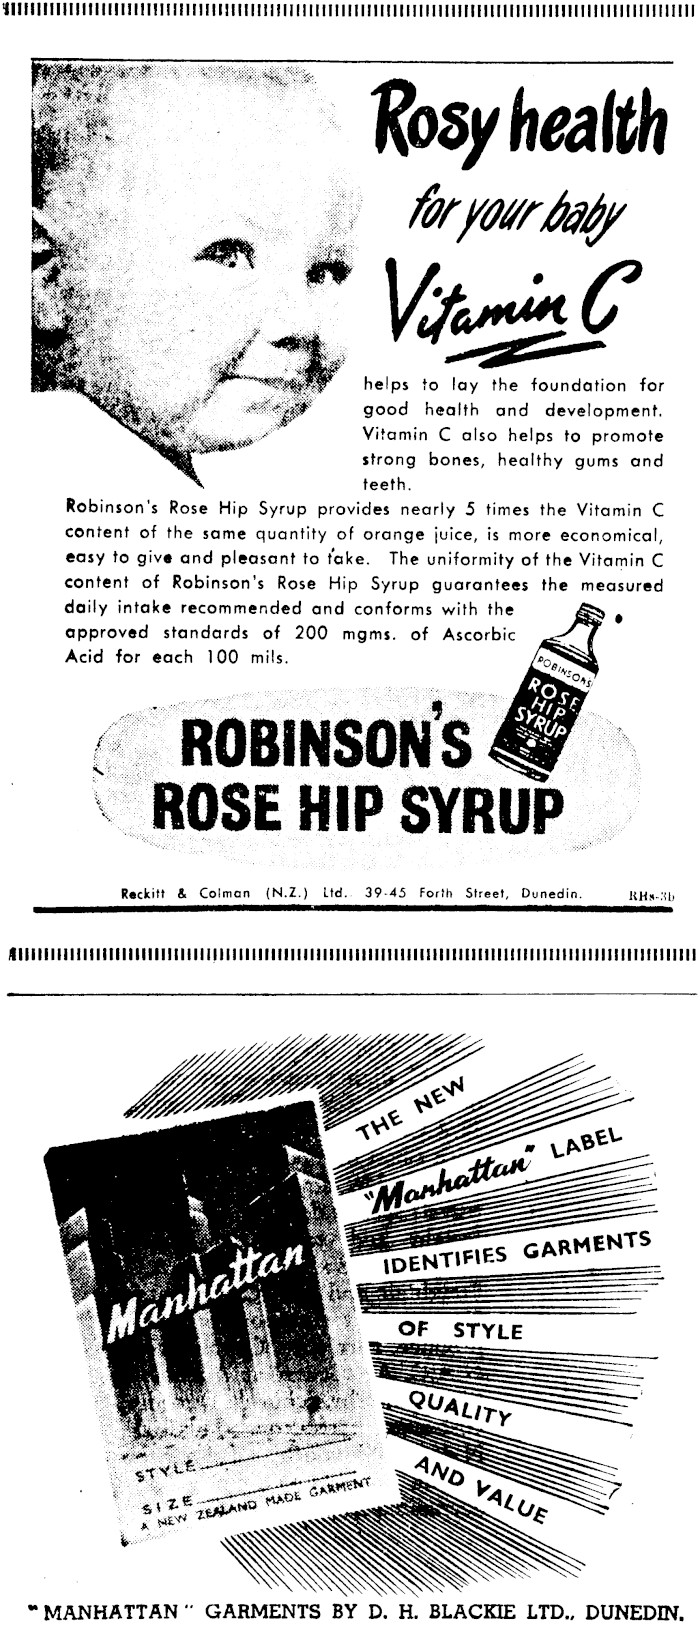 Rosy health
for your baby
Vitamin C
helps to lay the foundation for
good health and development.
Vitamin C also helps to promote
strong bones, healthy gums and
teeth.
Robinson's Rose Hip Syrup provides nearly 5 times the Vitamin C
content of the same quantity of orange juice, is more economical,
easy to give and pleasant to take. The uniformity of the Vitamin C
content of Robinson's Rose Hip Syrup guarantees the measured
daily intake recommended and conforms with the
approved standards of 200 mgms. of Ascorbic
Acid for each 100 mils.
ROBINSON'S
ROSE
HIP
SYRUP
ROBINSON'S
ROSE HIP SYRUP
Reckitt & Colman (N.Z.) Ltd. 39-45 Forth Street, Dunedin. RHs-3b
THE NEW
"Manhattan" LABEL
IDENTIFIES GARMENTS
OF STYLE
QUALITY
AND VALUE
Manhattan
STYLE
SIZE
A NEW ZEALAND MADE GARMENT
"MANHATTAN" GARMENTS BY D. H. BLACKIE LTD., DUNEDIN.